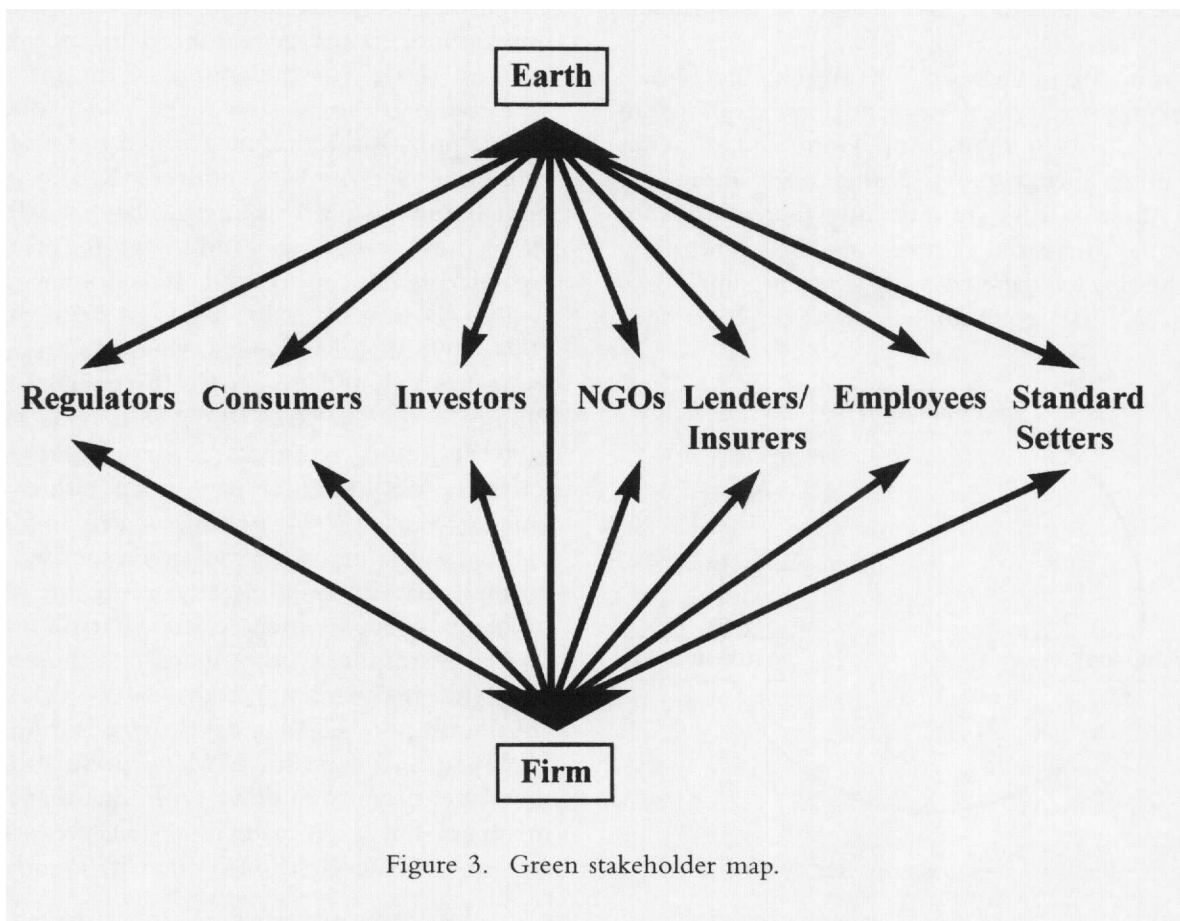 Earth
Regulators Consumers Investors NGOs Lenders/ Employees Standard
Insurers Setters
Firm
Figure 3. Green stakeholder map.